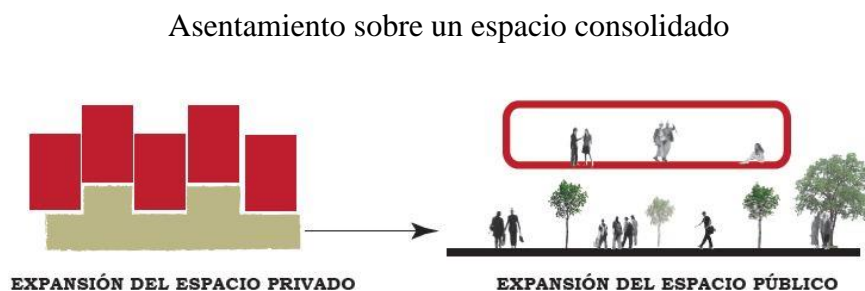 Asentamiento sobre un espacio consolidado
EXPANSIÓN DEL ESPACIO PRIVADO
EXPANSIÓN DEL ESPACIO PÚBLICO